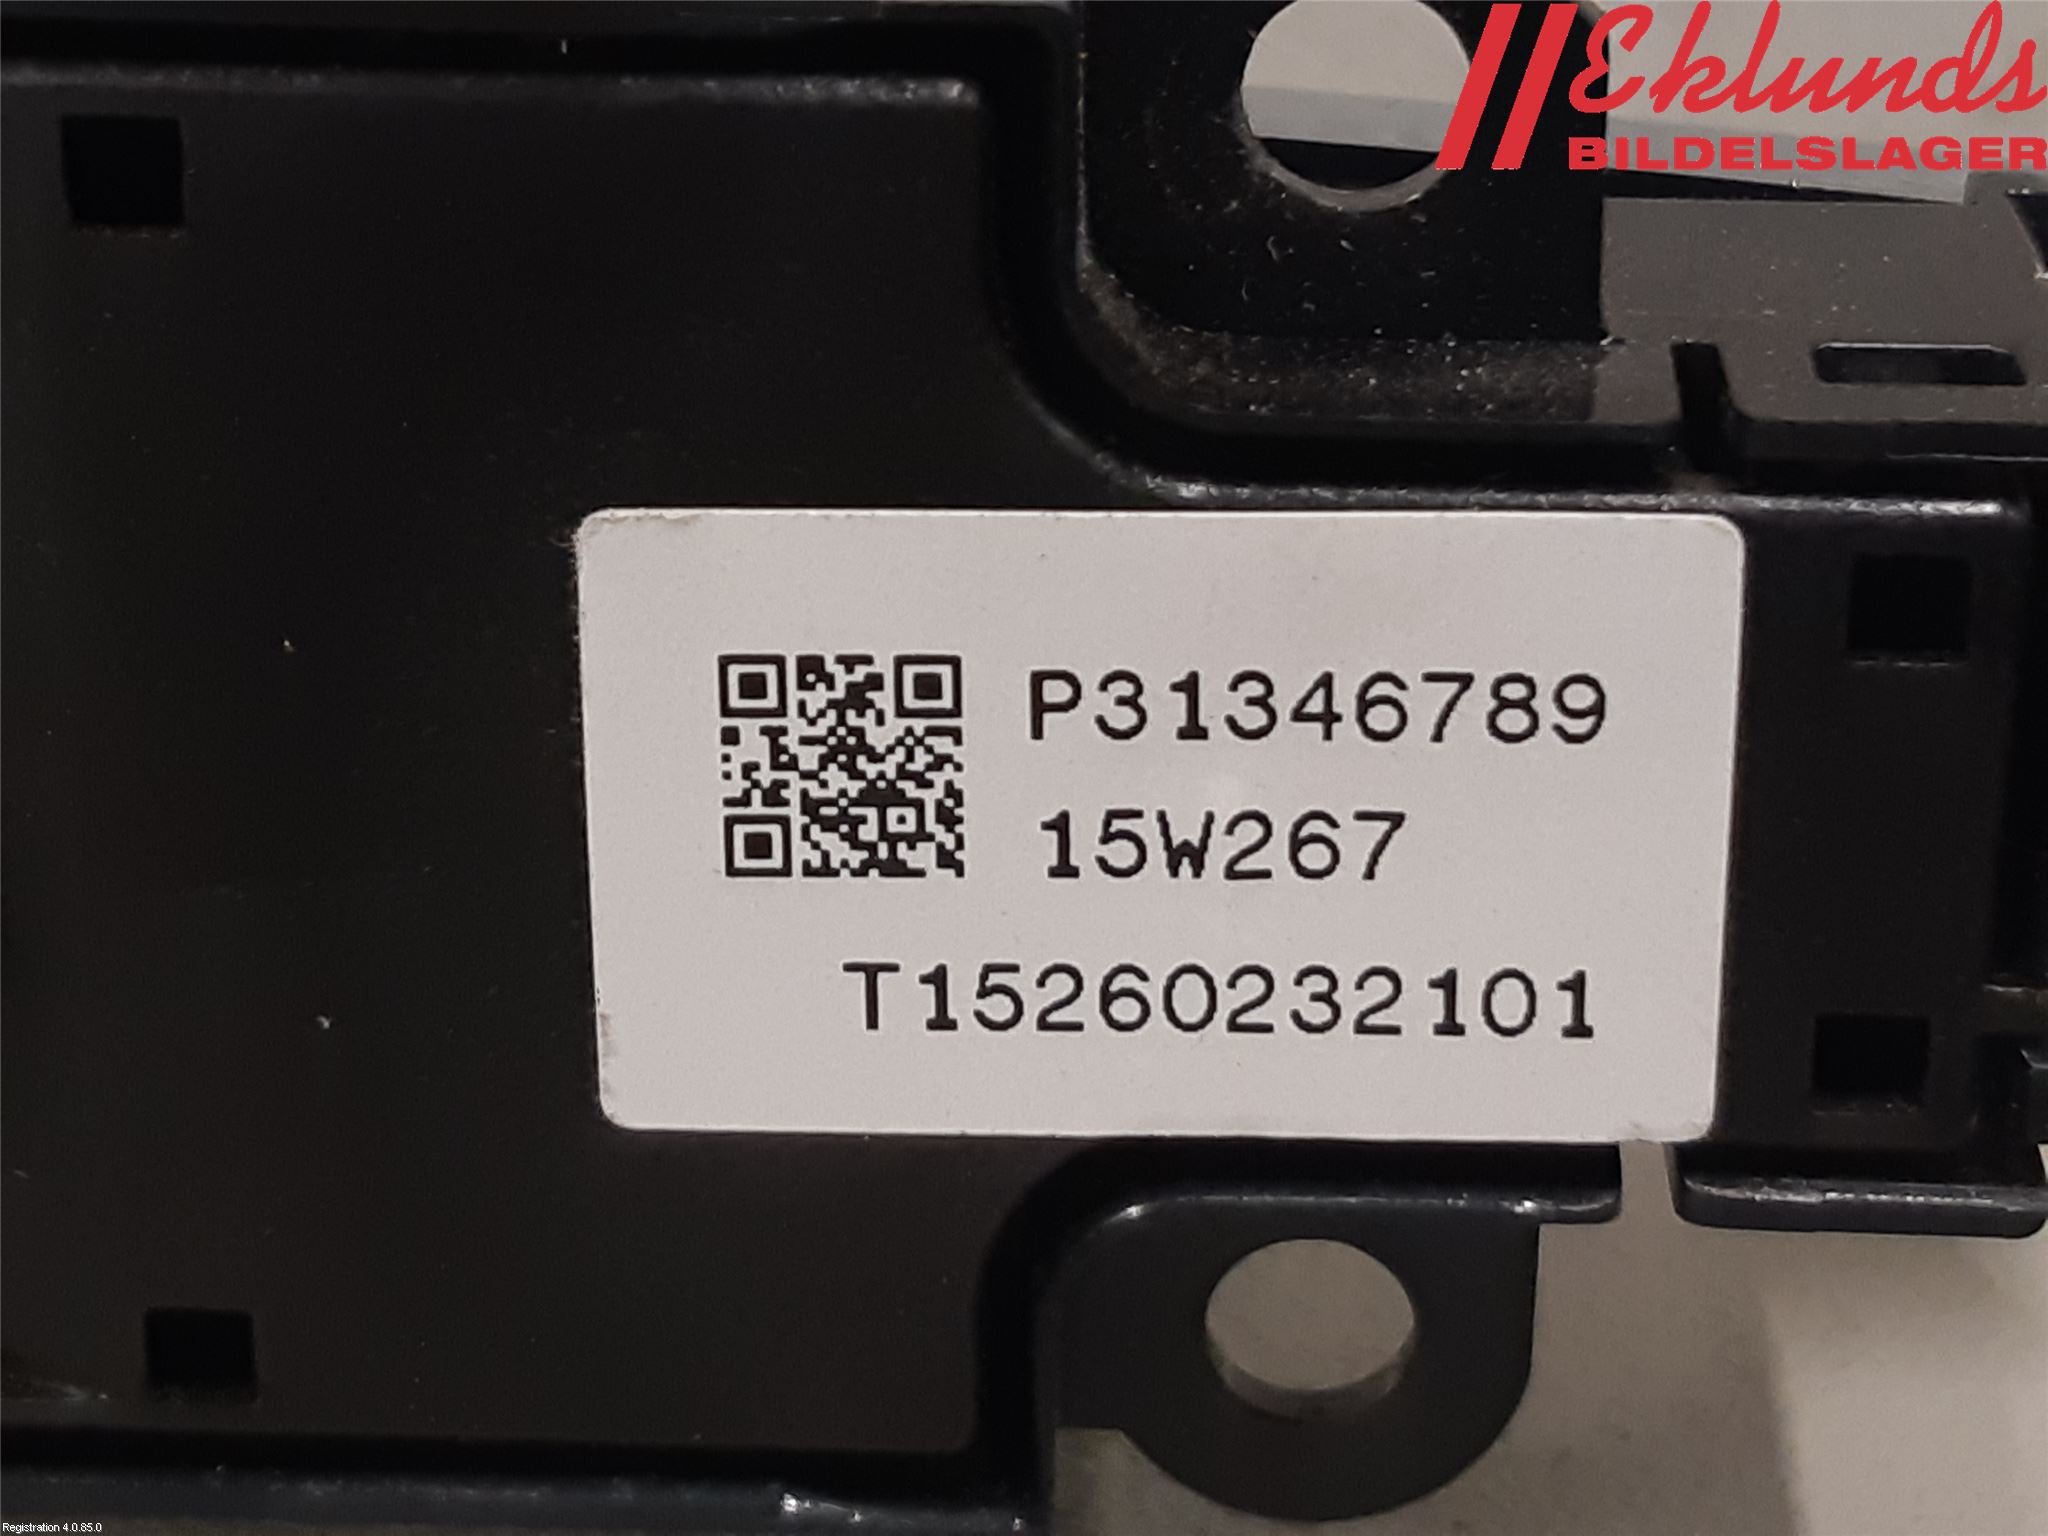 Eklunds
BILDELSLAGER
P31346789
15W267
T15260232101
Registration 4.0.85.0